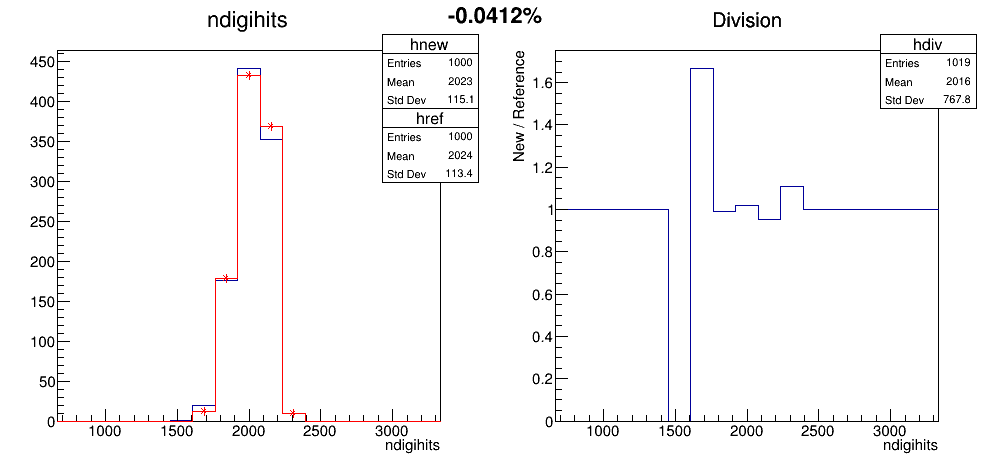 -0.0412%
ndigihits
hnew
Entries 1000
Mean 2023
Std Dev 115.1
href
Entries 1000
Mean 2024
Std Dev 113.4
450
400
350
300
250
200
150
100
50
0
1000 1500 2000 2500 3000
ndigihits
Division
hdiv
Entries 1019
Mean 2016
Std Dev 767.8
New / Reference
1.6
1.4
1.2
1
0.8
0.6
0.4
0.2
0
1000 1500 2000 2500 3000
ndigihits